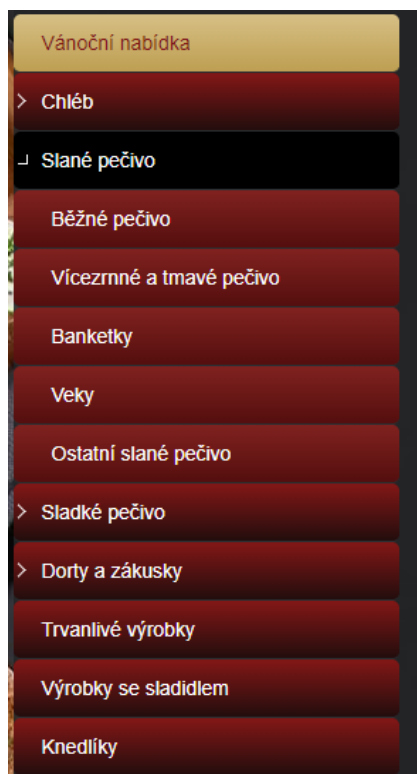 Vánoční nabídka
Chléb
Slané pečivo
Běžné pečivo
Vícezrnné a tmavé pečivo
Banketky
Veky
Ostatní slané pečivo
Sladké pečivo
Dorty a zákusky
Trvanlivé výrobky
Výrobky se sladidlem
Knedlíky